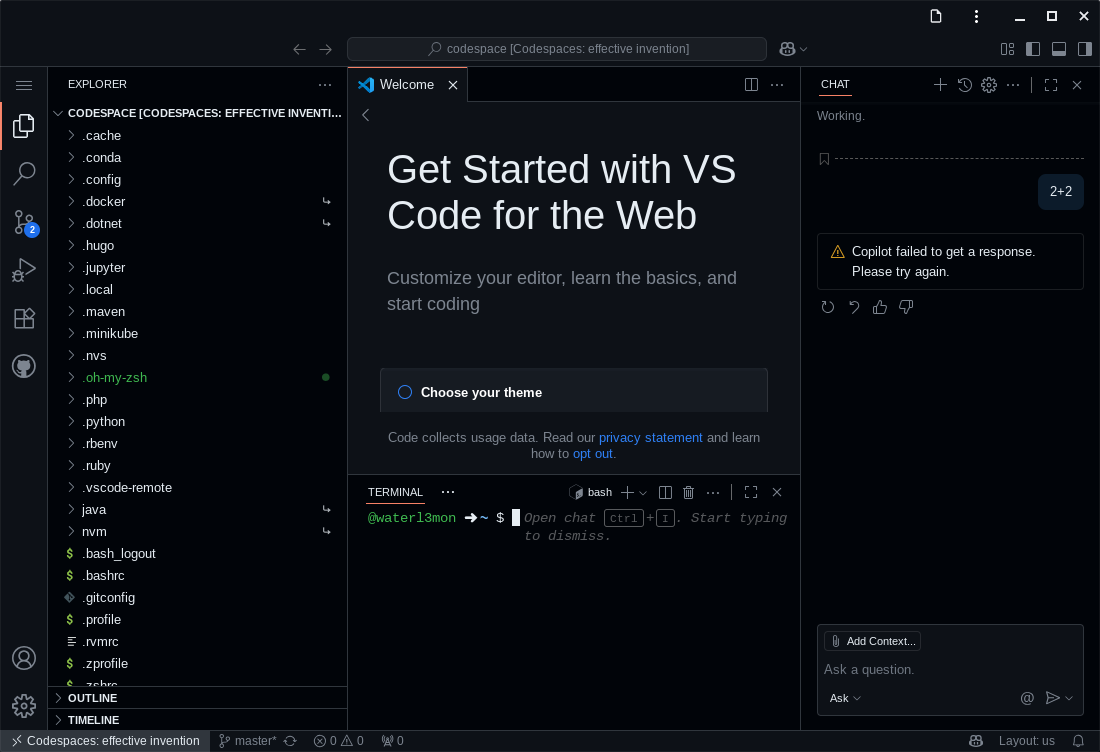 codespace [Codespaces: effective invention]
EXPLORER
CODESPACE [CODESPACES: EFFECTIVE INVENTI...
.cache
.conda
.config
.docker
.dotnet
.hugo
.jupyter
.local
.maven
.minikube
.nvs
.oh-my-zsh
.php
.python
.rbenv
.ruby
.vscode-remote
java
nvm
.bash_logout
.bashrc
.gitconfig
.profile
.rvmrc
.zprofile
.zshrc
OUTLINE
TIMELINE
2
Welcome
Get Started with VS
Code for the Web
Customize your editor, learn the basics, and
start coding
Choose your theme
Code collects usage data. Read our privacy statement and learn
how to opt out.
TERMINAL
bash
@waterl3mon ➜ ~ $ Open chat Ctrl+I. Start typing
to dismiss.
CHAT
Working.
2+2
Copilot failed to get a response.
Please try again.
Add Context...
Ask a question.
Ask
@
Codespaces: effective invention
master*
0
0
0
Layout: us